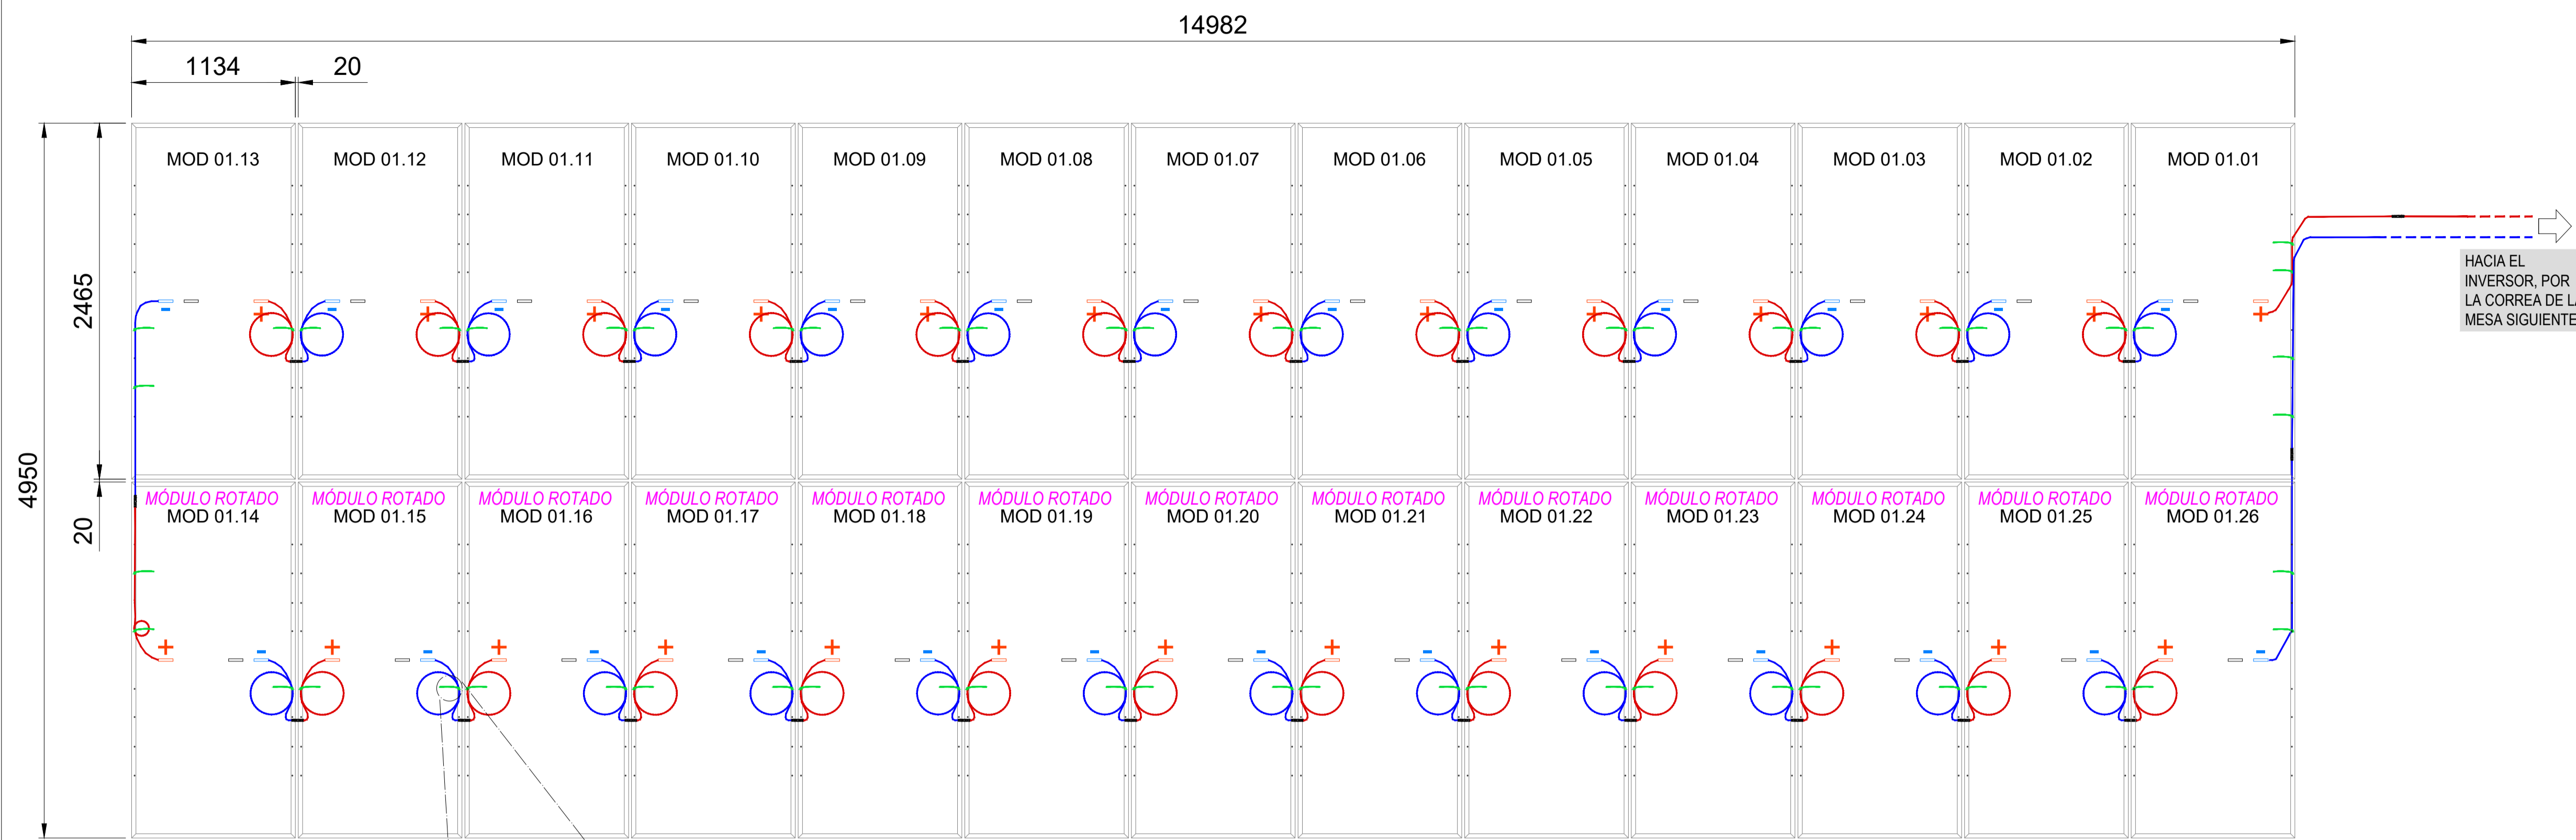 14982
1134
20
4950
2465
20
MOD 01.13
MOD 01.12
MOD 01.11
MOD 01.10
MOD 01.09
MOD 01.08
MOD 01.07
MOD 01.06
MOD 01.05
MOD 01.04
MOD 01.03
MOD 01.02
MOD 01.01
HACIA EL
INVERSOR, POR
LA CORREA DE LA
MESA SIGUIENTE
MÓDULO ROTADO
MOD 01.14
MÓDULO ROTADO
MOD 01.15
MÓDULO ROTADO
MOD 01.16
MÓDULO ROTADO
MOD 01.17
MÓDULO ROTADO
MOD 01.18
MÓDULO ROTADO
MOD 01.19
MÓDULO ROTADO
MOD 01.20
MÓDULO ROTADO
MOD 01.21
MÓDULO ROTADO
MOD 01.22
MÓDULO ROTADO
MOD 01.23
MÓDULO ROTADO
MOD 01.24
MÓDULO ROTADO
MOD 01.25
MÓDULO ROTADO
MOD 01.26